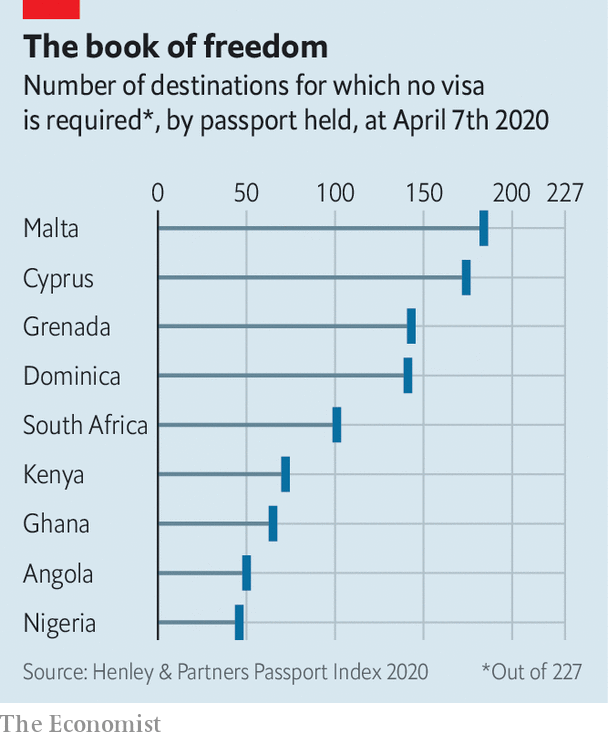 The book of freedom
Number of destinations for which no visa
is required*, by passport held, at April 7th 2020
0 50 100 150 200 227
Malta
Cyprus
Grenada
Dominica
South Africa
Kenya
Ghana
Angola
Nigeria
Source: Henley & Partners Passport Index 2020 *Out of 227
The Economist